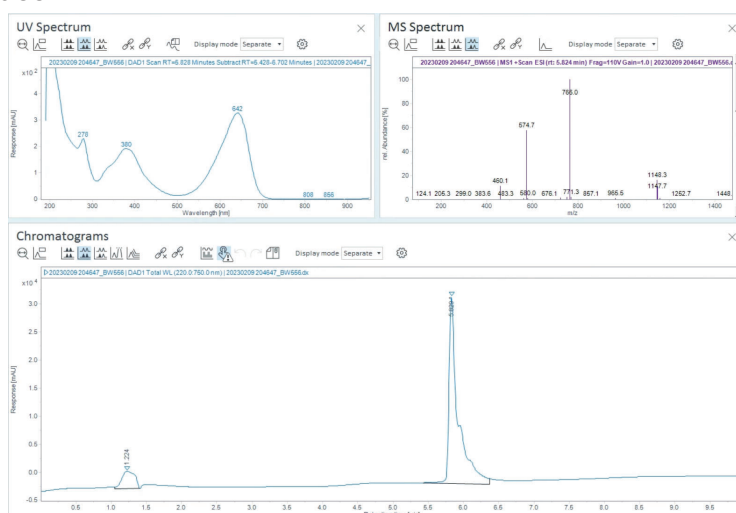 UV Spectrum
Display mode Separate
20230209 204647_BW556 | DAD1 Scan RT=6.828 Minutes Subtract RT=6.428-6.702 Minutes | 20230209 204647_
x10 2
4
3
2
1
0
278
380
642
808 866
200 300 400 500 600 700 800 900
Wavelength [nm]
Response [mAU]
MS Spectrum
Display mode Separate
20230209 204647_BW556 | MS1 +Scan ESI (rt: 5.824 min) Frag=110V Gain=1.0 | 20230209 204647_BW556.
100
80
60
40
20
0
766.0
674.7
460.1
1148.3
1147.7
124.1 205.3 299.0 383.6 483.3 580.0 676.1 771.3 857.1 965.5 1262.7 1448.
200 400 600 800 1000 1200 1400
m/z
rel. Abundance [%]
Chromatograms
Display mode Separate
20230209 204647_BW556 | DAD1 Total WL (220.0:760.0 nm) | 20230209 204647_BW556.dx
x10 4
3.0
2.5
2.0
1.5
1.0
0.5
0.0
-0.5
1.224
Response [mAU]
0.5 1.0 1.5 2.0 2.5 3.0 3.5 4.0 4.5 5.0 5.5 6.0 6.5 7.0 7.5 8.0 8.5 9.0 9.5